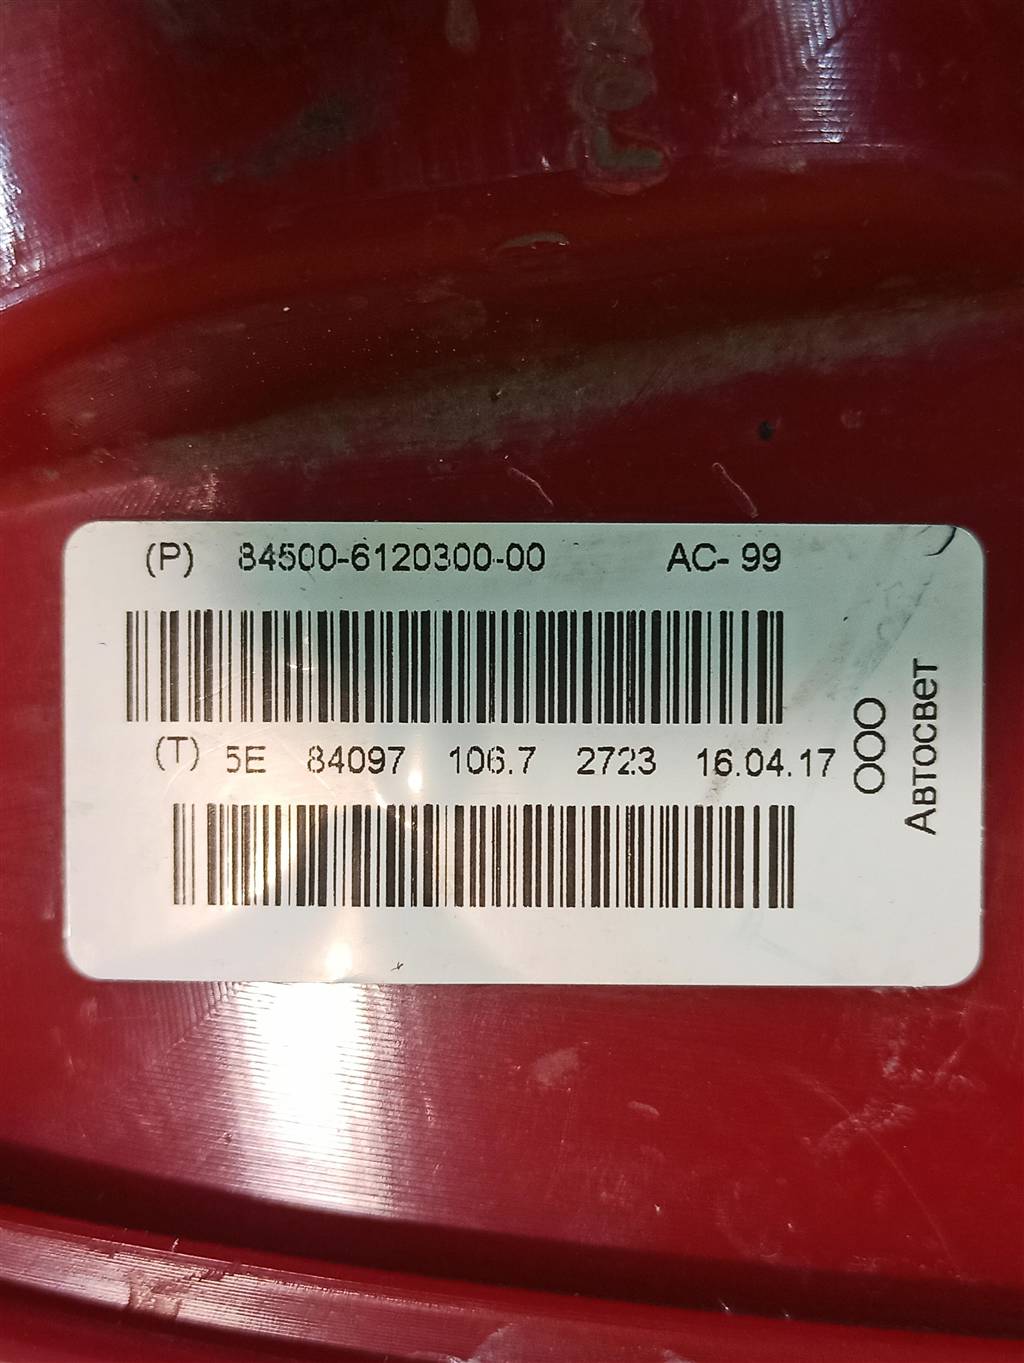 (P) 84500-6120300-00 AC- 99
(T) 5E 84097 106.7 2723 16.04.17
ООО
Автосвет